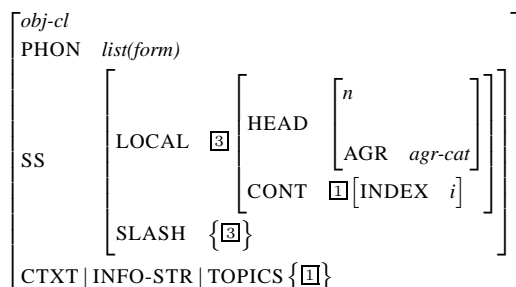 obj-cl
PHON list(form)
SS
LOCAL 3
HEAD
n
AGR agr-cat
CONT 1 [INDEX i]
SLASH {3}
CTXT | INFO-STR | TOPICS {1}